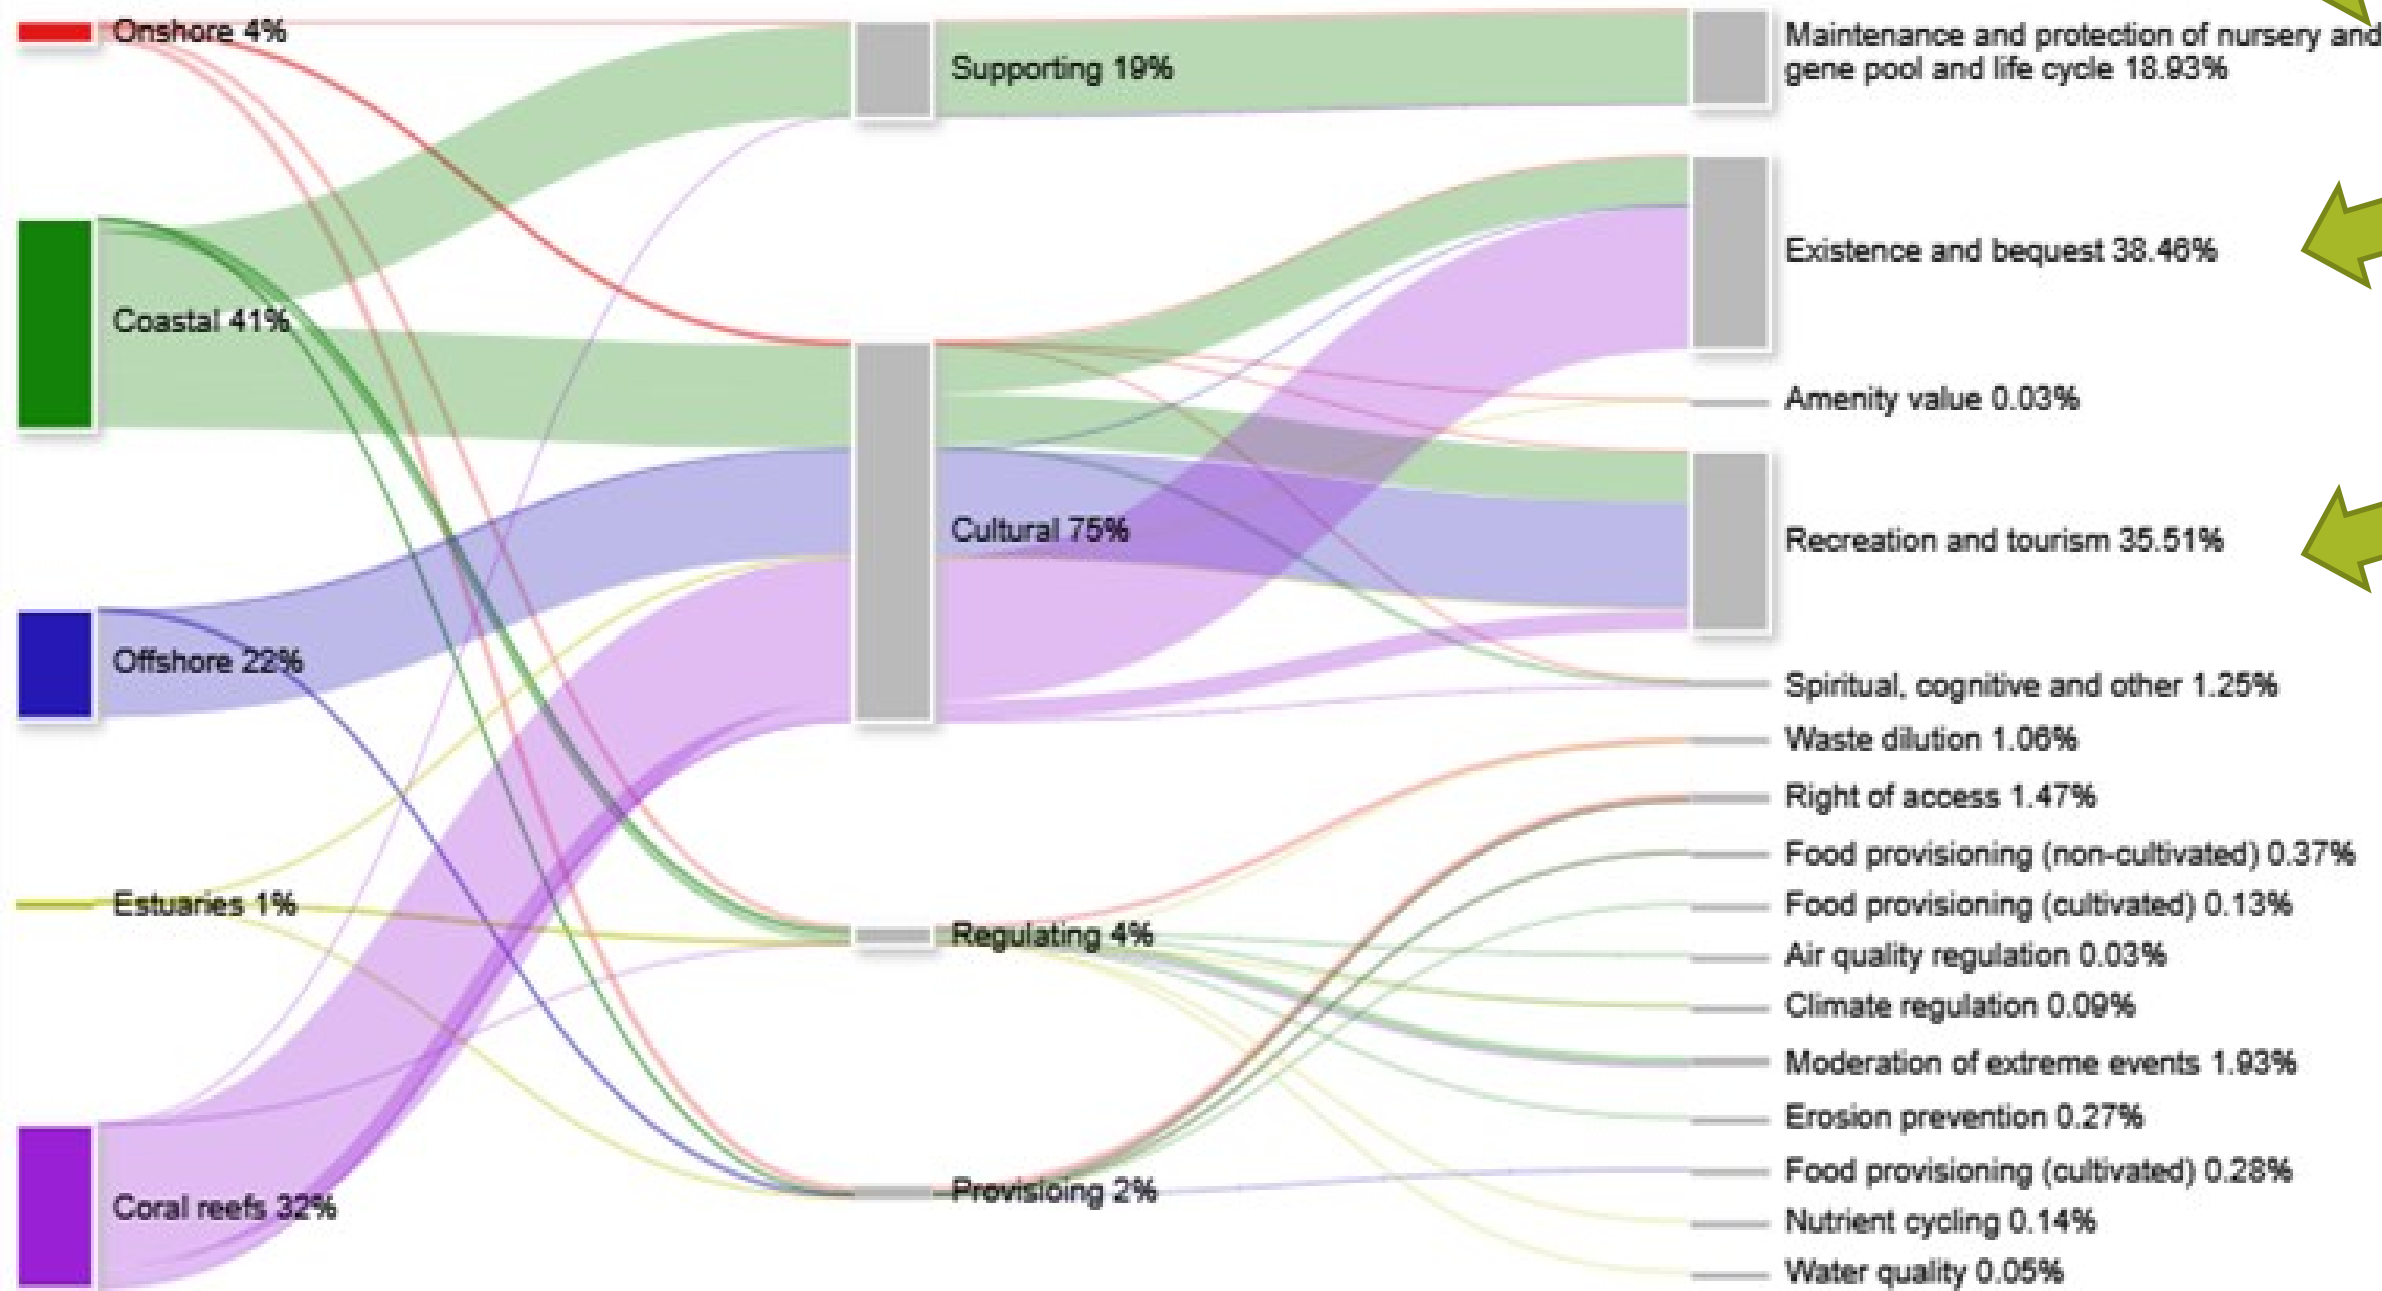 Onshore 4%
Coastal 41%
Offshore 22%
Estuaries 1%
Coral reefs 32%
Supporting 19%
Cultural 75%
Regulating 4%
Provisioing 2%
Maintenance and protection of nursery and
gene pool and life cycle 18.93%
Existence and bequest 38.46%
Amenity value 0.03%
Recreation and tourism 35.51%
Spiritual, cognitive and other 1.25%
Waste dilution 1.06%
Right of access 1.47%
Food provisioning (non-cultivated) 0.37%
Food provisioning (cultivated) 0.13%
Air quality regulation 0.03%
Climate regulation 0.09%
Moderation of extreme events 1.93%
Erosion prevention 0.27%
Food provisioning (cultivated) 0.28%
Nutrient cycling 0.14%
Water quality 0.05%